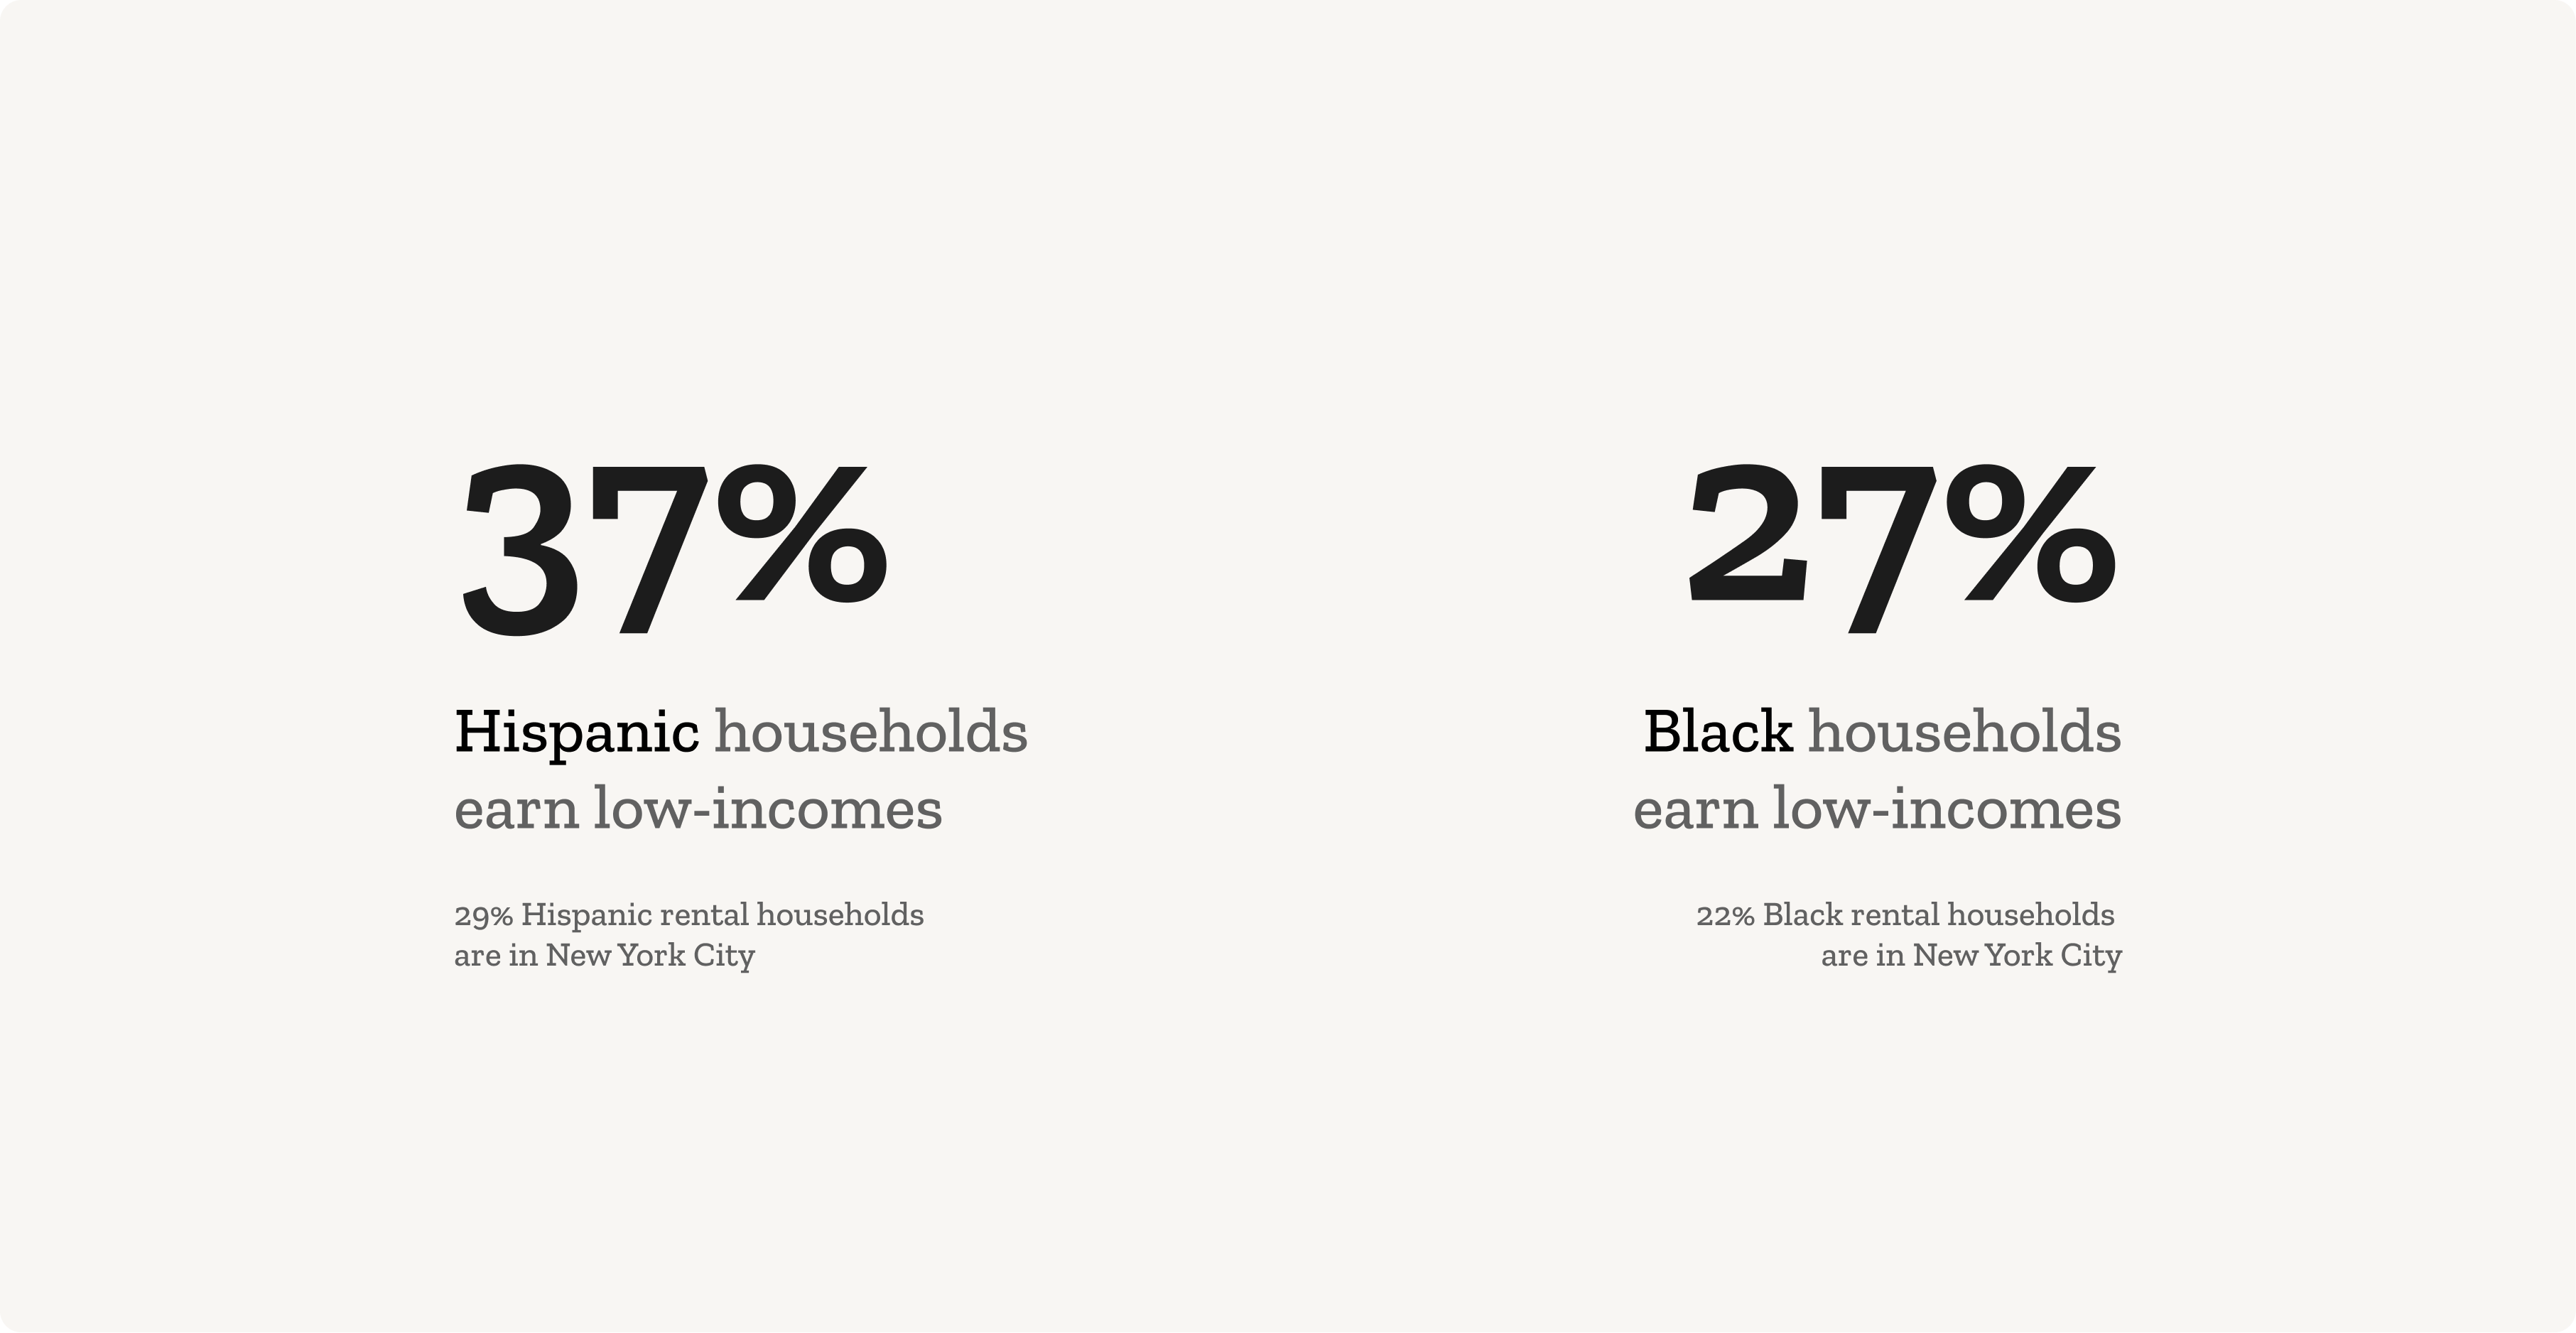 37%
Hispanic households
earn low-incomes
29% Hispanic rental households
are in New York City
27%
Black households
earn low-incomes
22% Black rental households
are in New York City